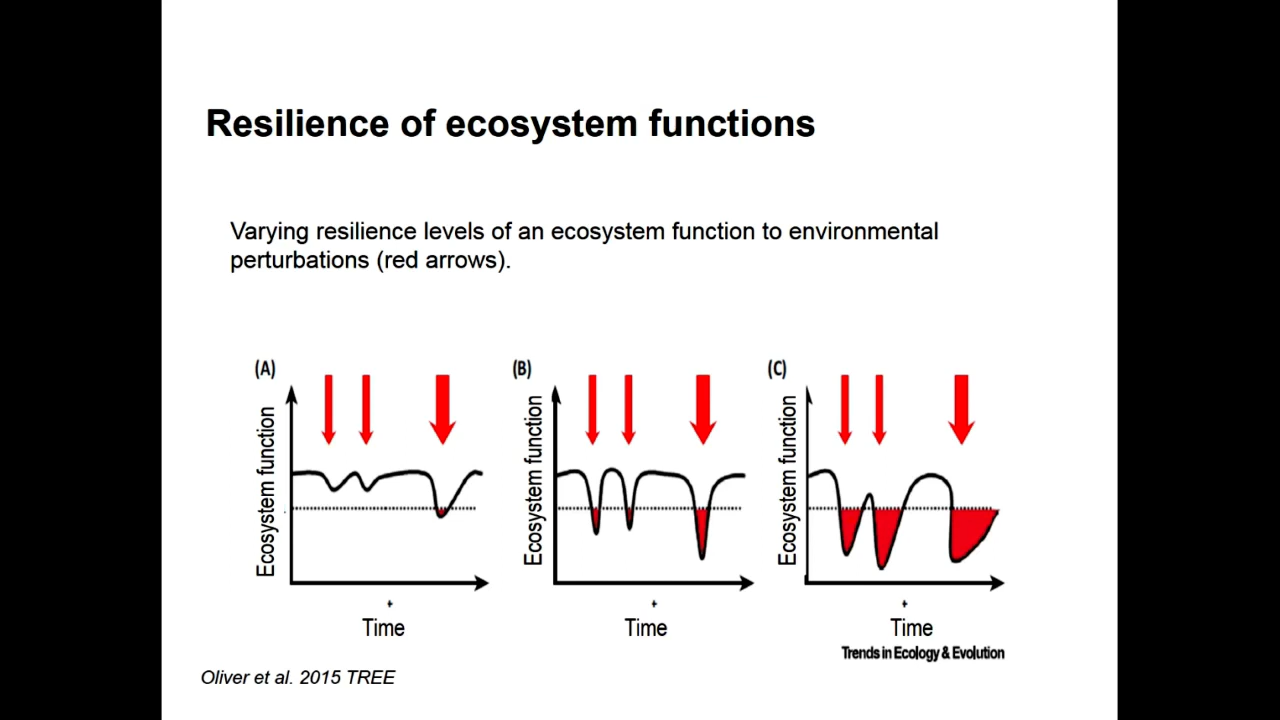 Resilience of ecosystem functions
Varying resilience levels of an ecosystem function to environmental
perturbations (red arrows).
(A)
(B)
(C)
Ecosystem function
Ecosystem function
Ecosystem function
Time
Time
Time
Trends in Ecology & Evolution
Oliver et al. 2015 TREE